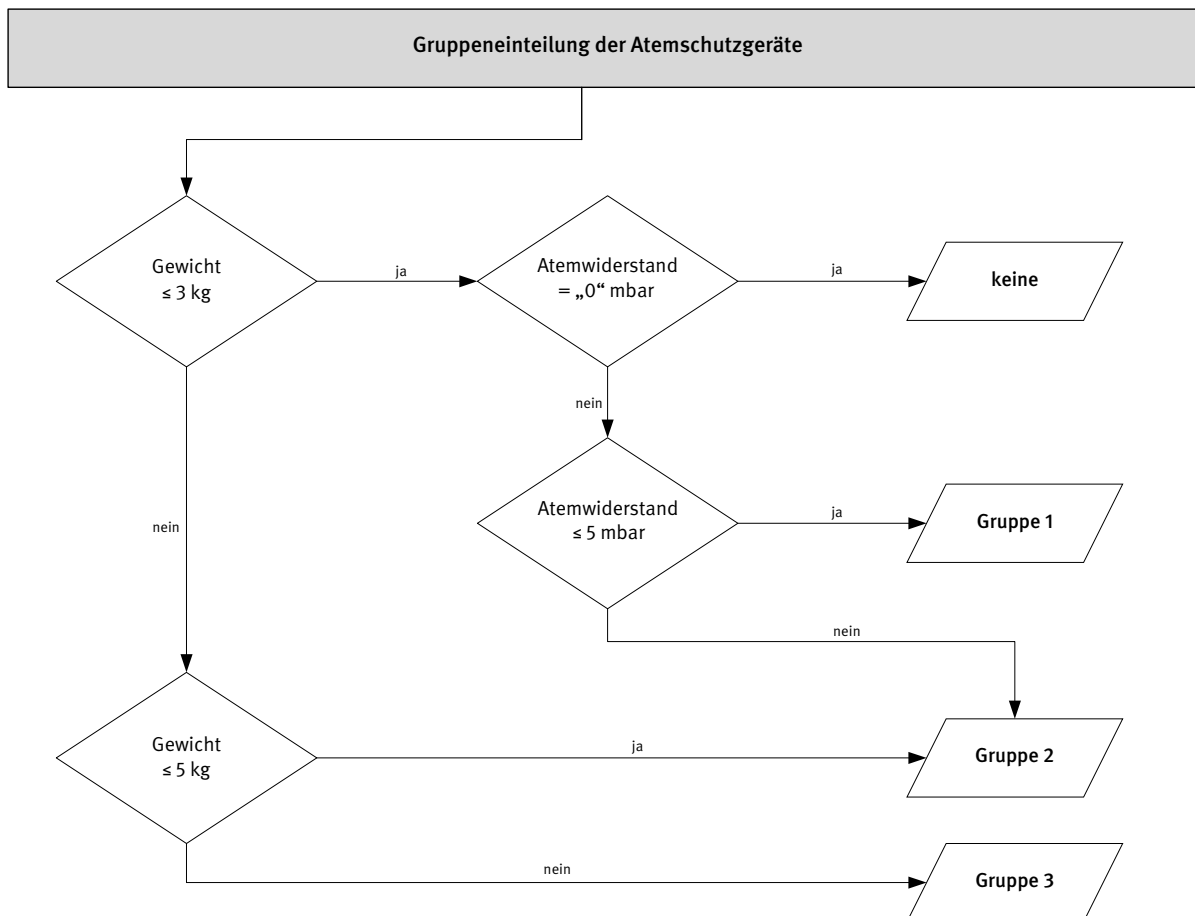 Gruppeneinteilung der Atemschutzgeräte
Gewicht
≤ 3 kg
ja
Atemwiderstand
= „0“ mbar
ja
keine
nein
nein
Atemwiderstand
≤ 5 mbar
ja
Gruppe 1
nein
Gewicht
≤ 5 kg
ja
Gruppe 2
nein
Gruppe 3